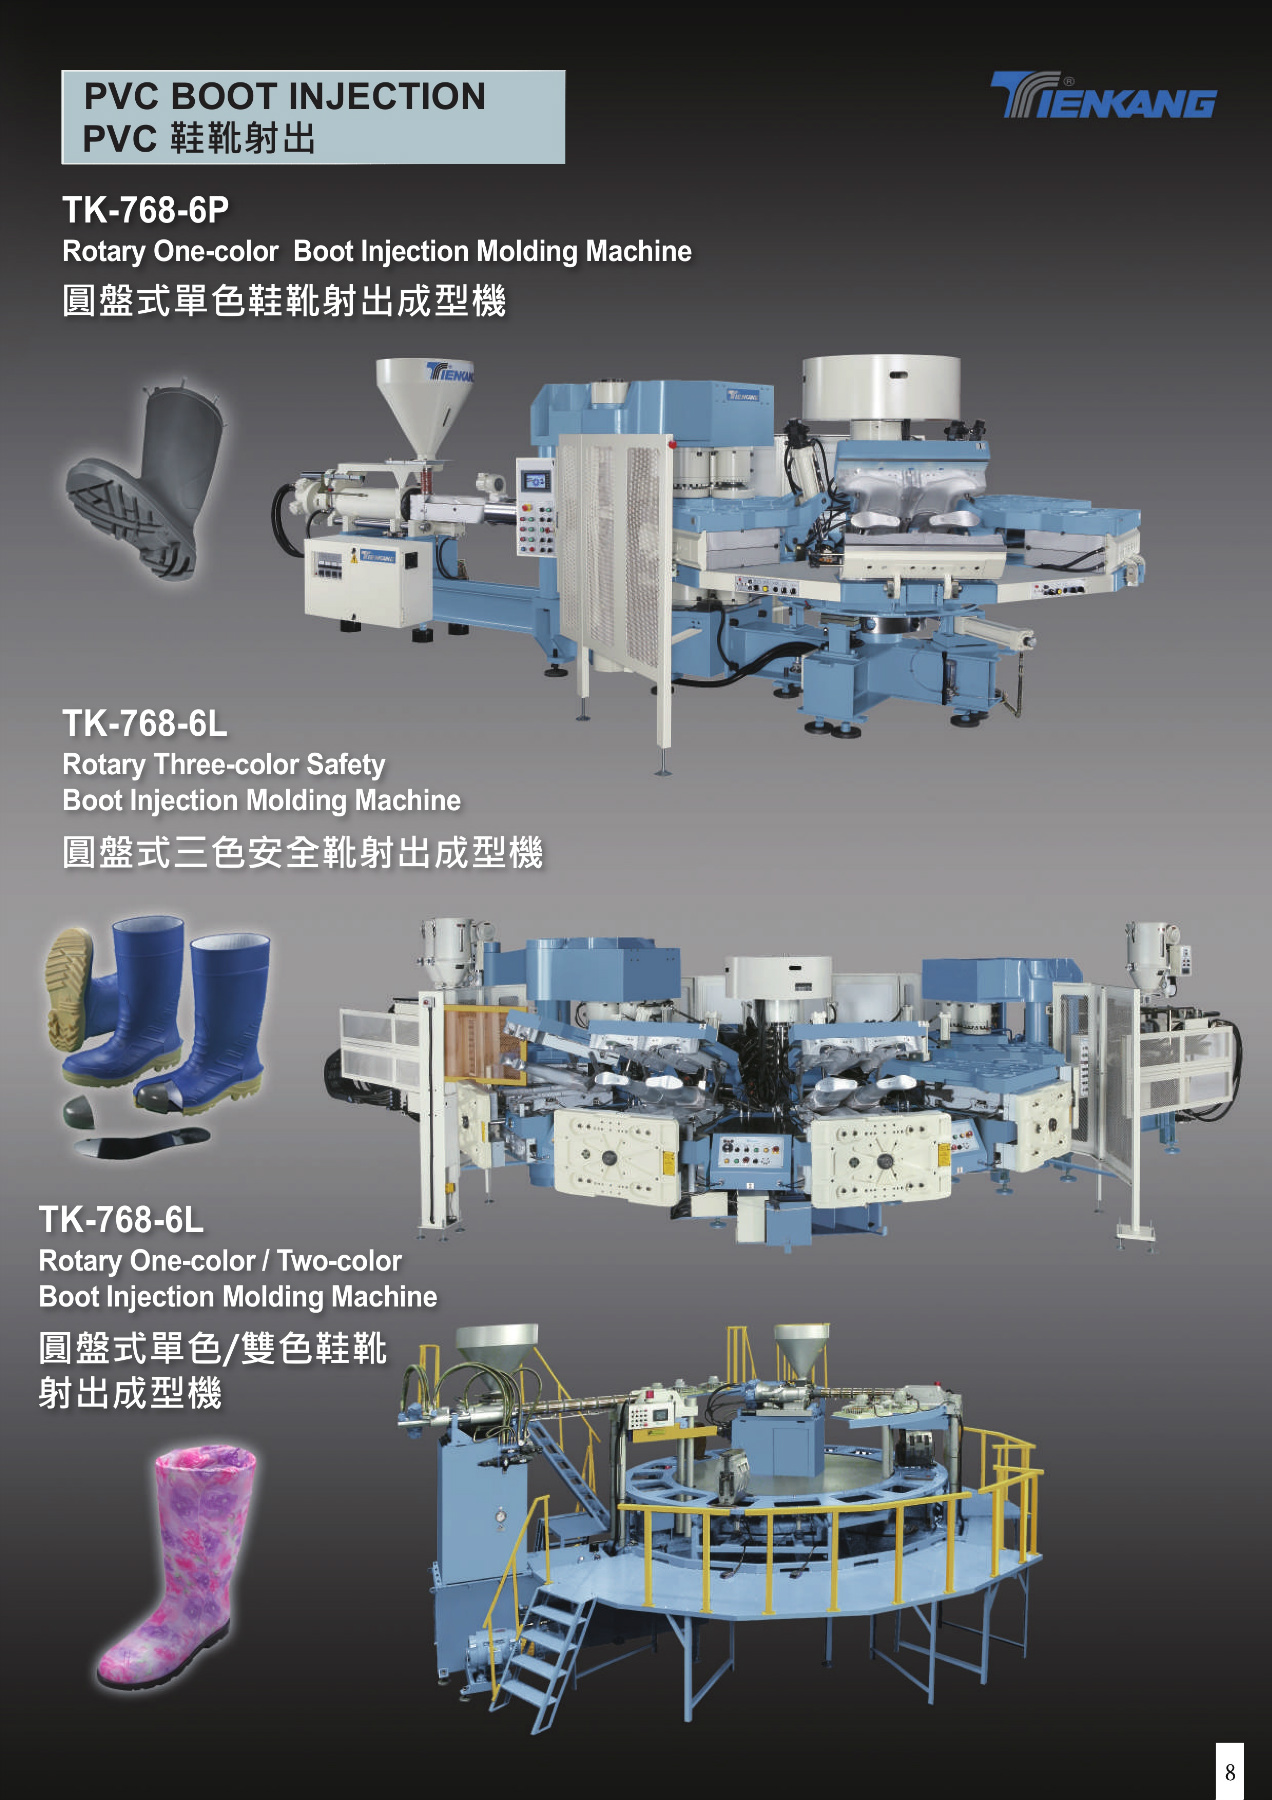 PVC BOOT INJECTION
PVC 鞋靴射出
TIENKANG
®
TK-768-6P
Rotary One-color Boot Injection Molding Machine
圓盤式單色鞋靴射出成型機
TIENKANG
TIENKANG
TIENKANG
TK-768-6L
Rotary Three-color Safety
Boot Injection Molding Machine
圓盤式三色安全靴射出成型機
TK-768-6L
Rotary One-color / Two-color
Boot Injection Molding Machine
圓盤式單色/雙色鞋靴
射出成型機
8